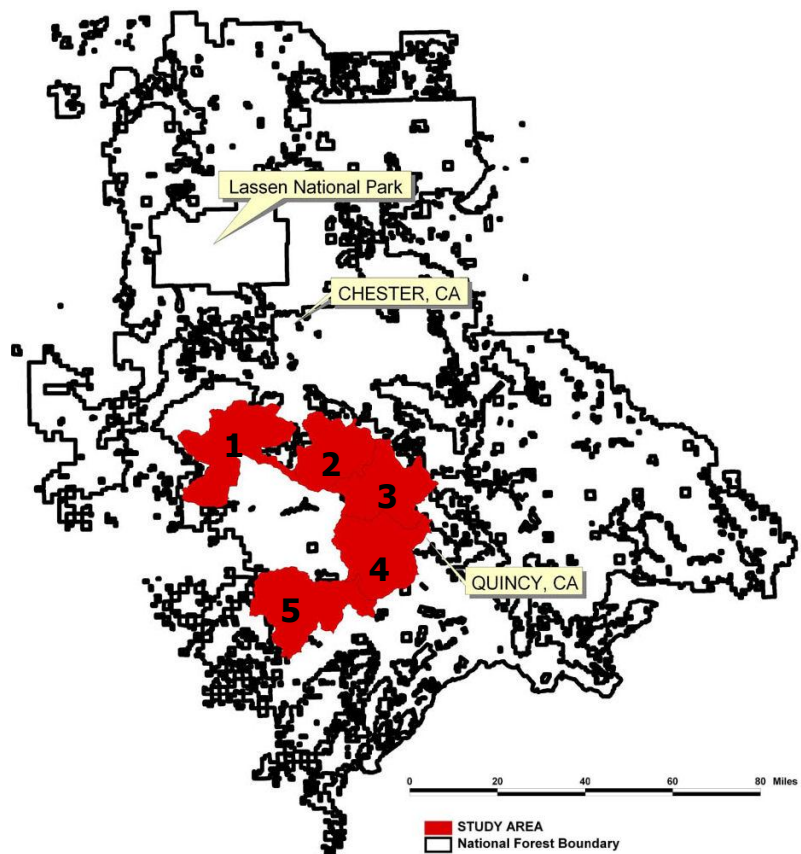 Lassen National Park
CHESTER, CA
1
2
3
4
5
QUINCY, CA
0 20 40 60 80 Miles
STUDY AREA
National Forest Boundary